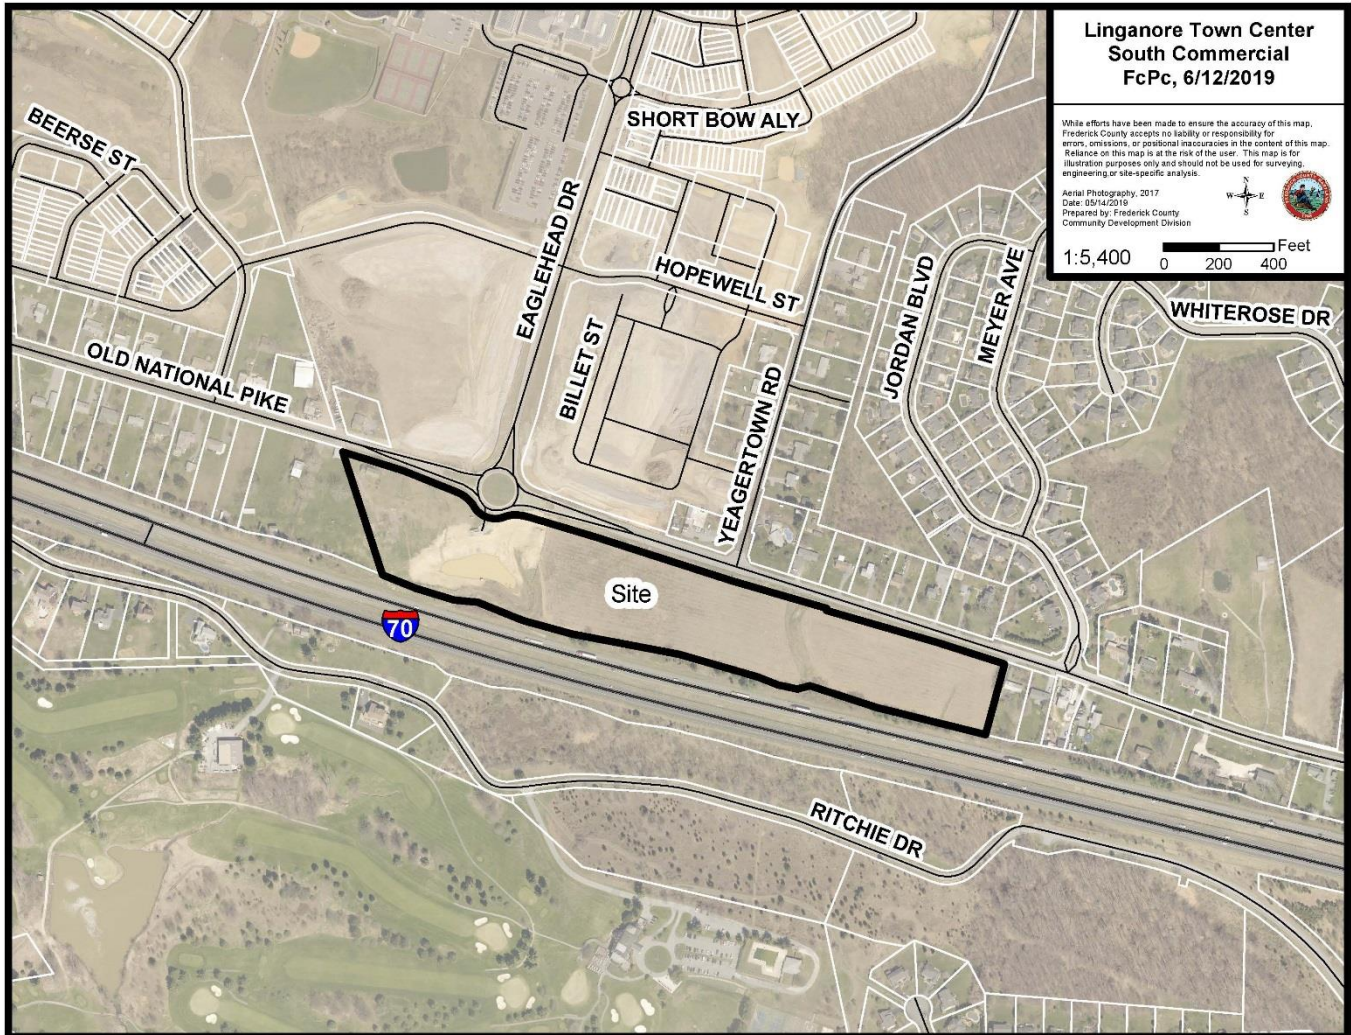 Linganore Town Center
South Commercial
FcPc, 6/12/2019
While efforts have been made to ensure the accuracy of this map,
Frederick County accepts no liability or responsibility for
errors, omissions, or positional inaccuracies in the content of this map.
Reliance on this map is at the risk of the user. This map is for
illustration purposes only and should not be used for surveying,
engineering, or site-specific analysis.
Aerial Photography, 2017
Date: 05/14/2019
Prepared by: Frederick County
Community Development Division
N
W E
S
1:5,400
Feet
0 200 400
BEERSE ST
SHORT BOW ALY
EAGLEHEAD DR
HOPEWELL ST
JORDAN BLVD
MEYER AVE
WHITEROSE DR
OLD NATIONAL PIKE
BILLET ST
YEAGERTOWN RD
Site
70
RITCHIE DR